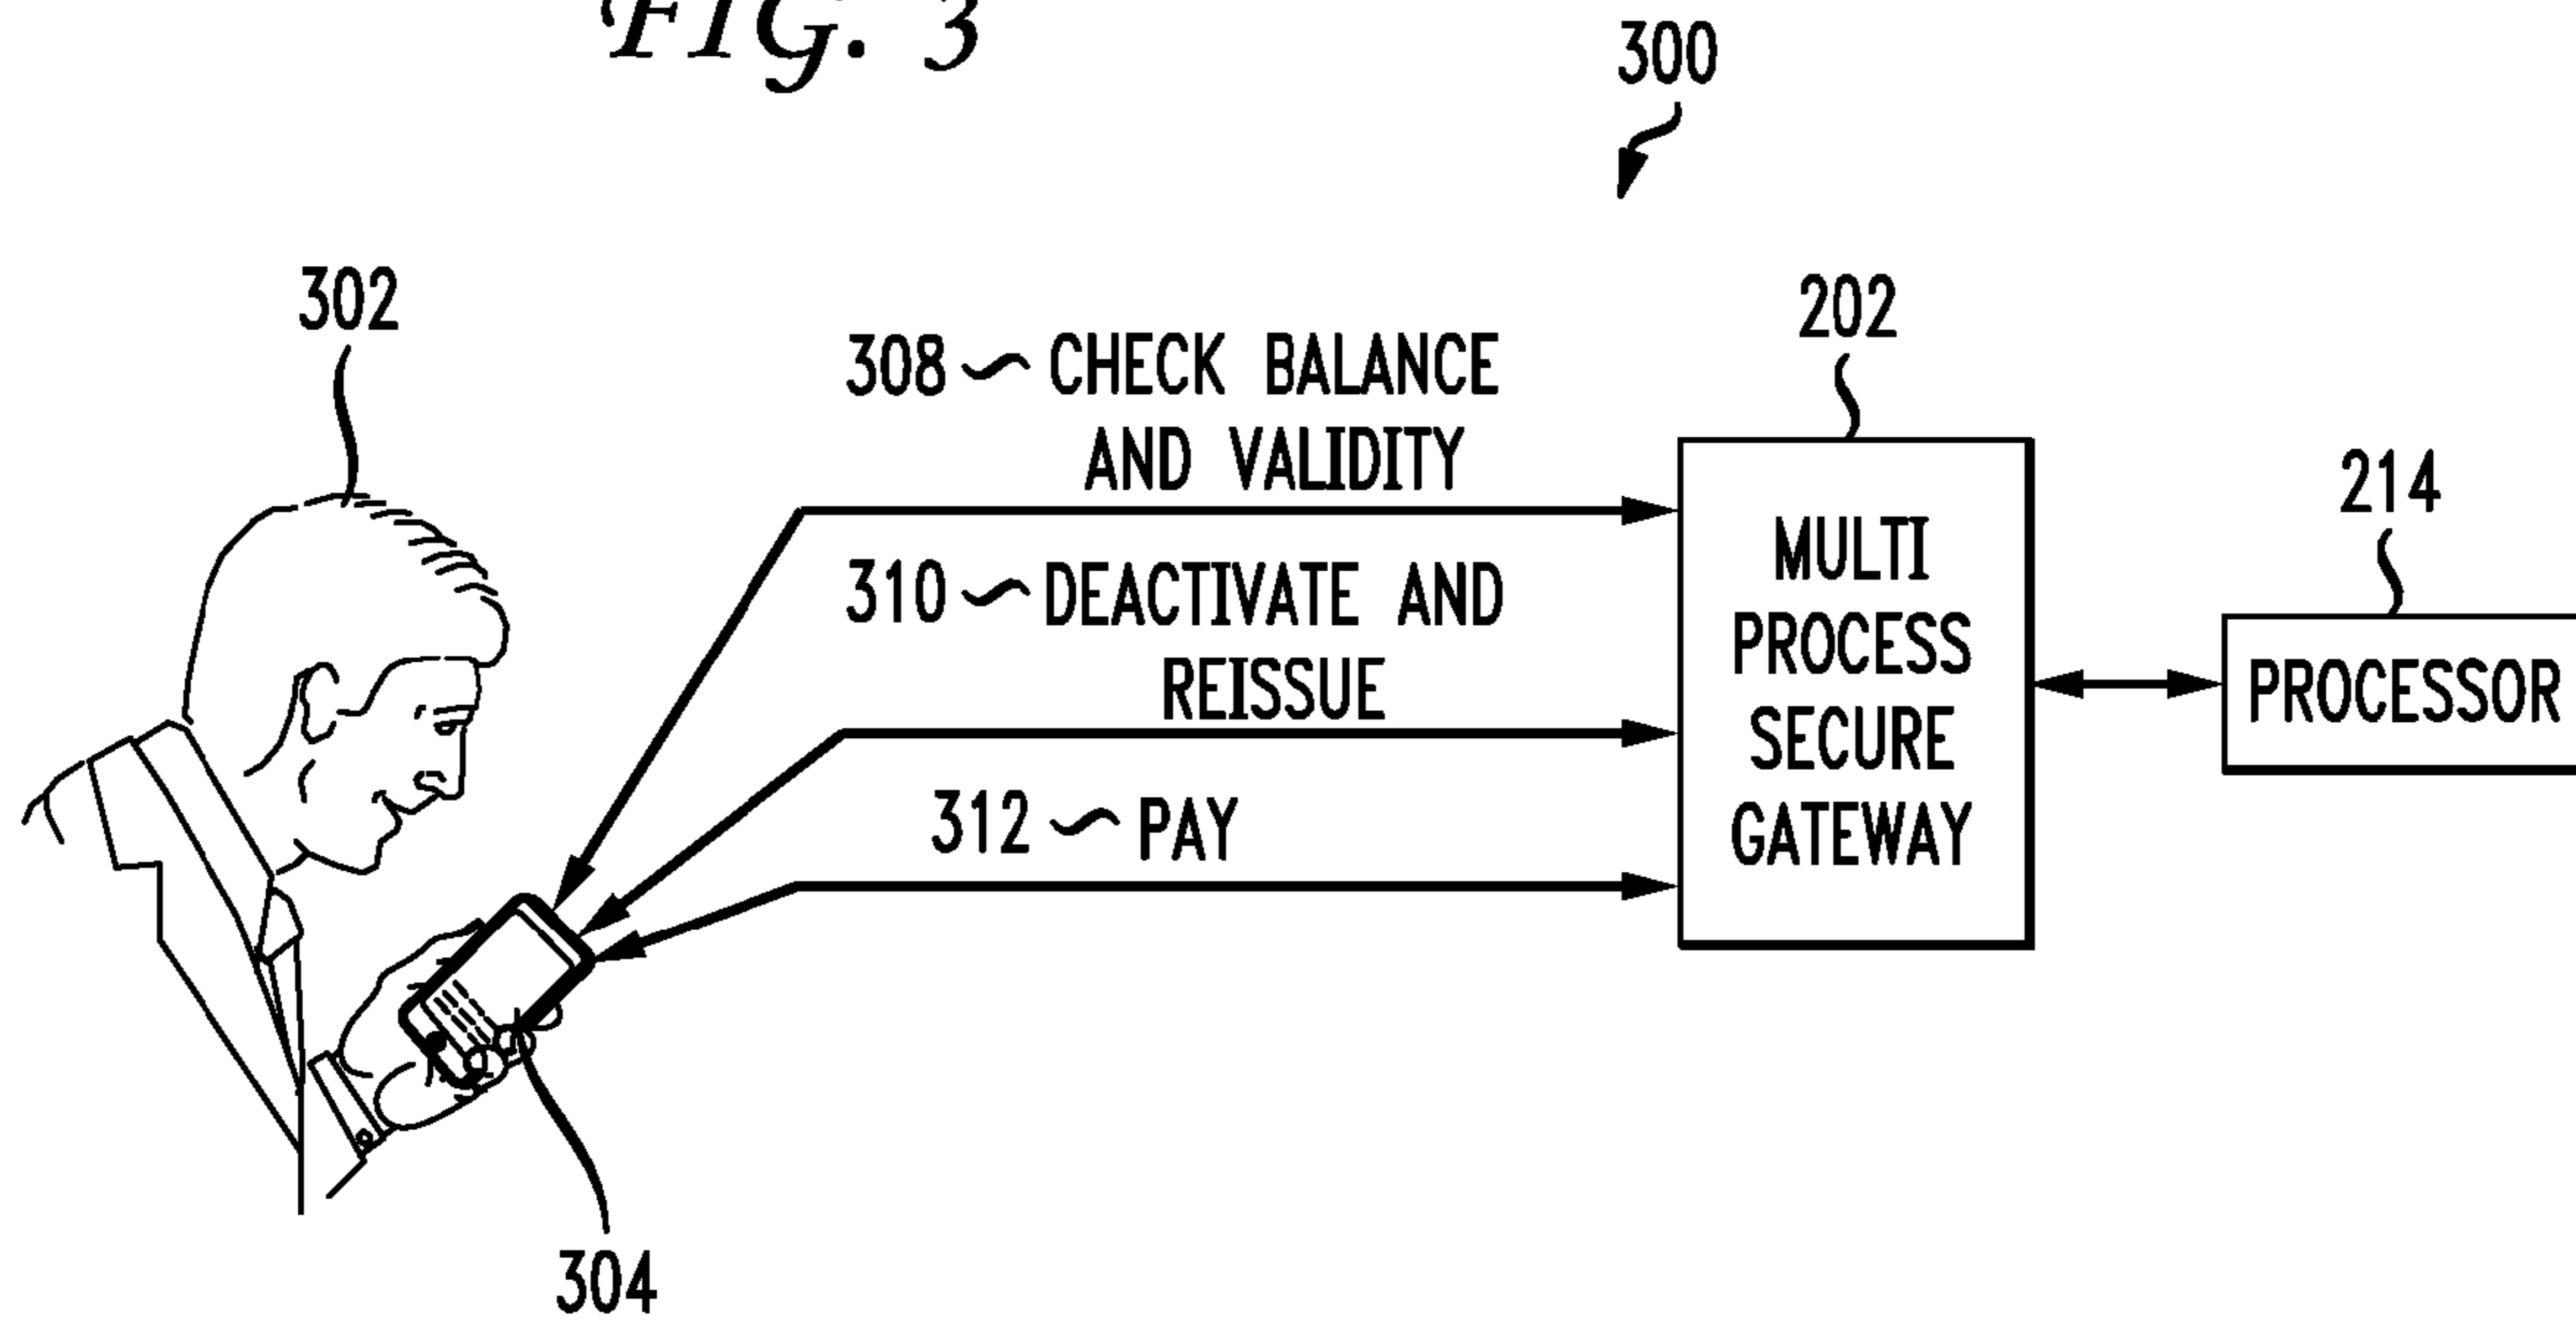 FIG. 3
300
302
308 CHECK BALANCE
AND VALIDITY
310 DEACTIVATE AND
REISSUE
312 PAY
202
MULTI
PROCESS
SECURE
GATEWAY
214
PROCESSOR
304